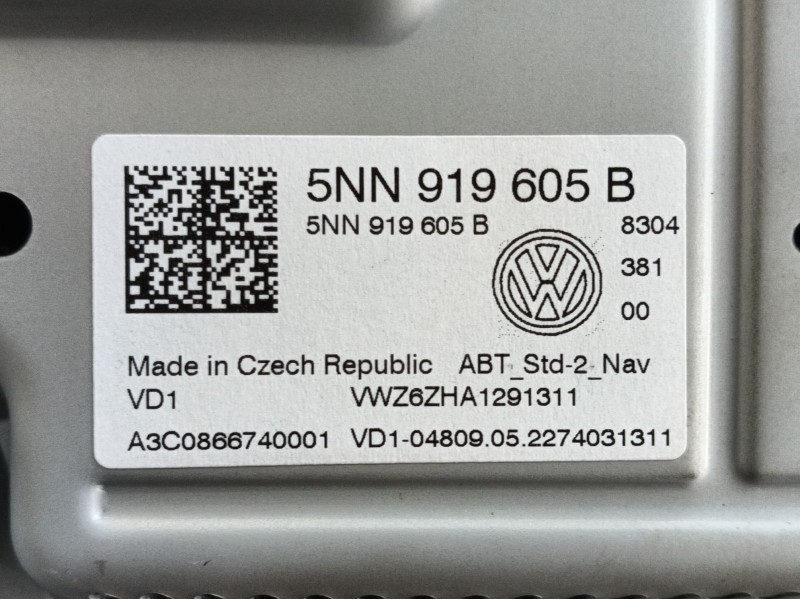 5NN 919 605 B
5NN 919 605 B 8304
381
00
Made in Czech Republic ABT_Std-2_Nav
VD1 VWZ6ZHA1291311
A3C0866740001 VD1-04809.05.2274031311